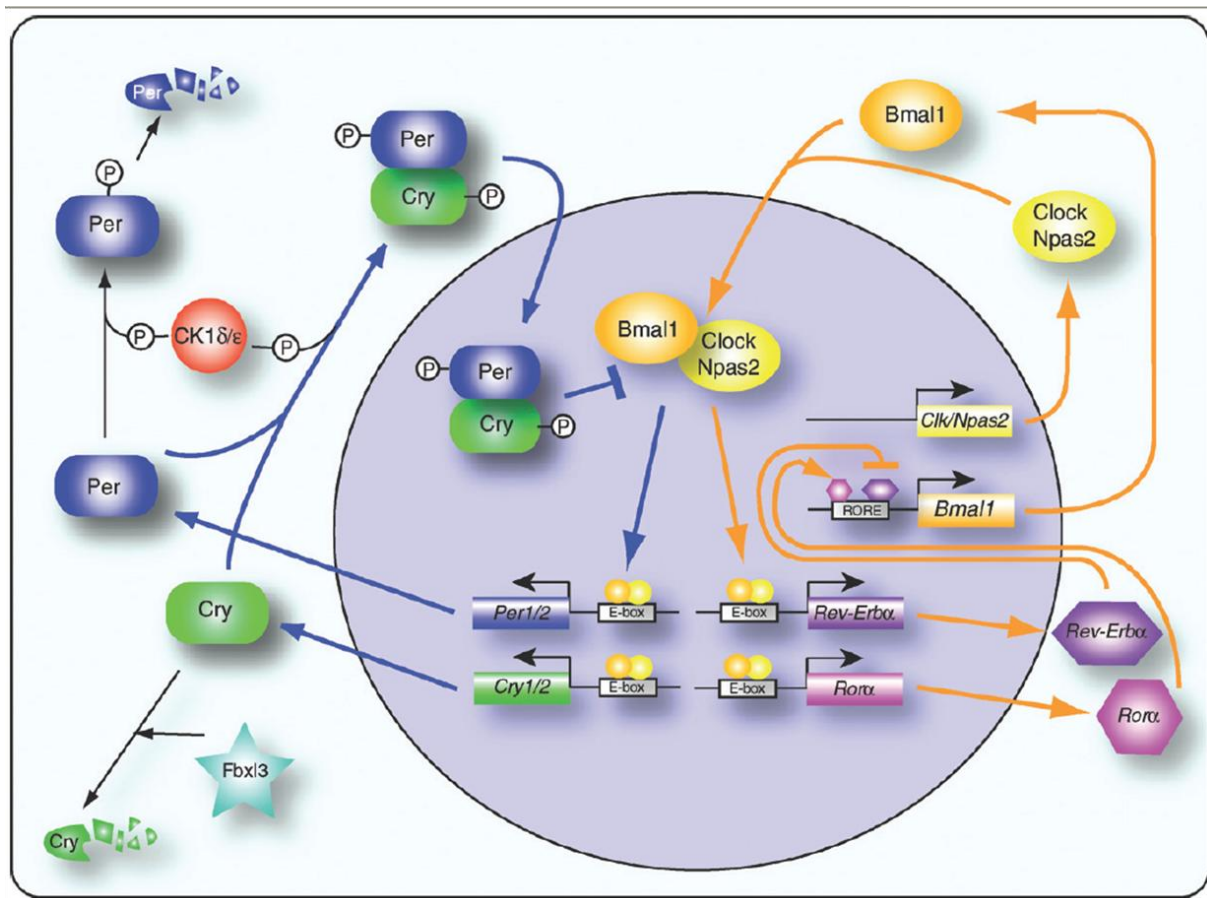 Per
P
Per
P
Per
Cry
P
Bmal1
Clock
Npas2
P
Per
P
CK1δ/ε
P
Bmal1
Clock
Npas2
P
Per
Cry
P
Clk/Npas2
Per
RORE
Bmal1
Cry
Per1/2
E-box
E-box
Rev-Erbα
Rev-Erbα
Cry1/2
E-box
E-box
Rorα
Rorα
Fbxl3
Cry